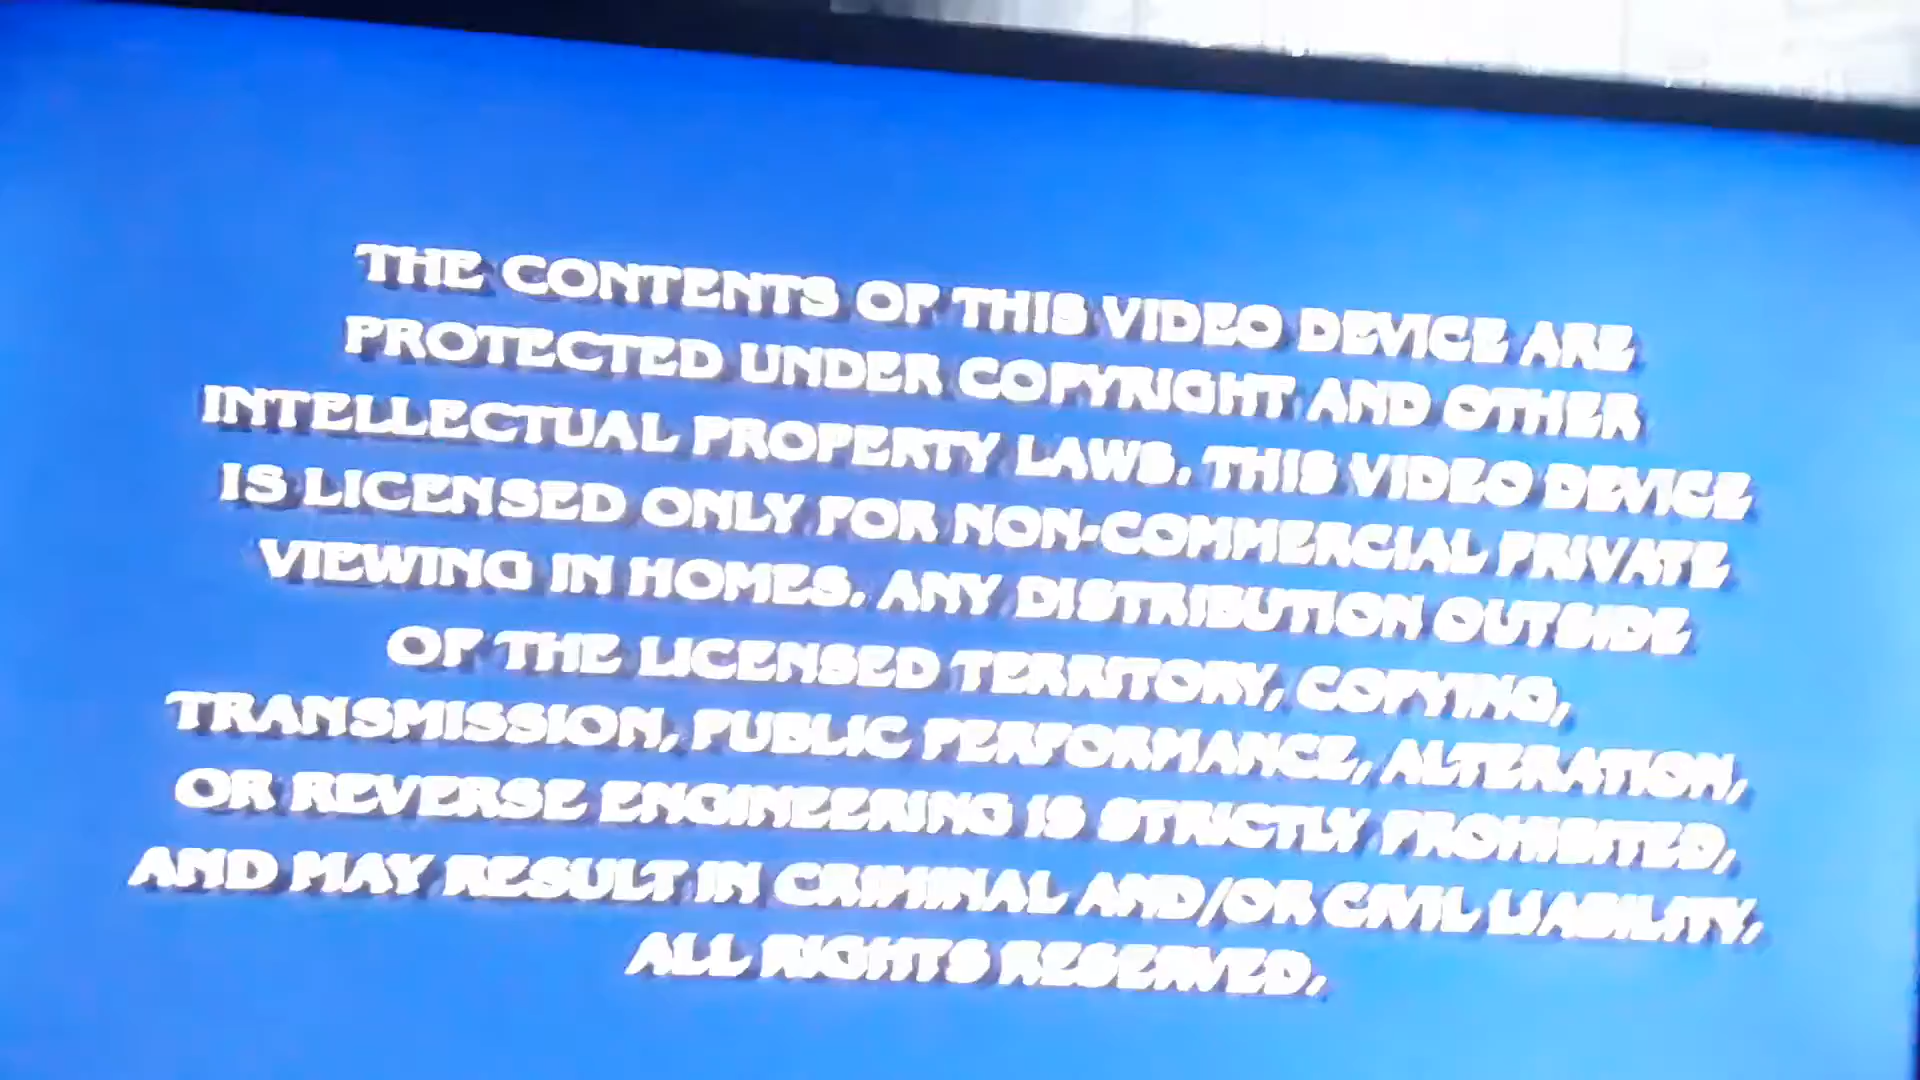 THE CONTENTS OF THIS VIDEO DEVICE ARE
PROTECTED UNDER COPYRIGHT AND OTHER
INTELLECTUAL PROPERTY LAWS. THIS VIDEO DEVICE
IS LICENSED ONLY FOR NON-COMMERCIAL PRIVATE
VIEWING IN HOMES. ANY DISTRIBUTION OUTSIDE
OF THE LICENSED TERRITORY, COPYING,
TRANSMISSION, PUBLIC PERFORMANCE, ALTERATION,
OR REVERSE ENGINEERING IS STRICTLY PROHIBITED,
AND MAY RESULT IN CRIMINAL AND/OR CIVIL LIABILITY.
ALL RIGHTS RESERVED.